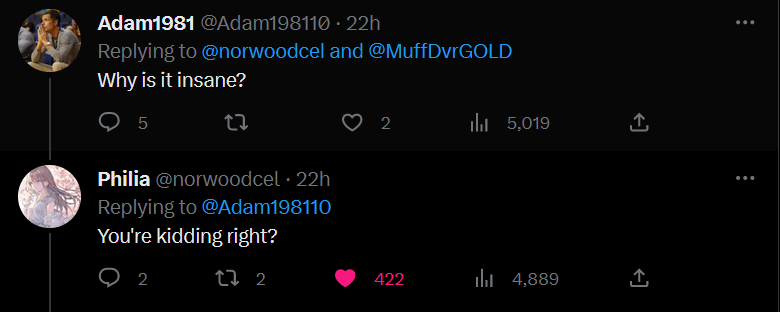 Adam1981 @Adam198110 · 22h
Replying to @norwoodcel and @MuffDvrGOLD
Why is it insane?
5 2 5,019
Philia @norwoodcel · 22h
Replying to @Adam198110
You're kidding right?
2 2 422 4,889